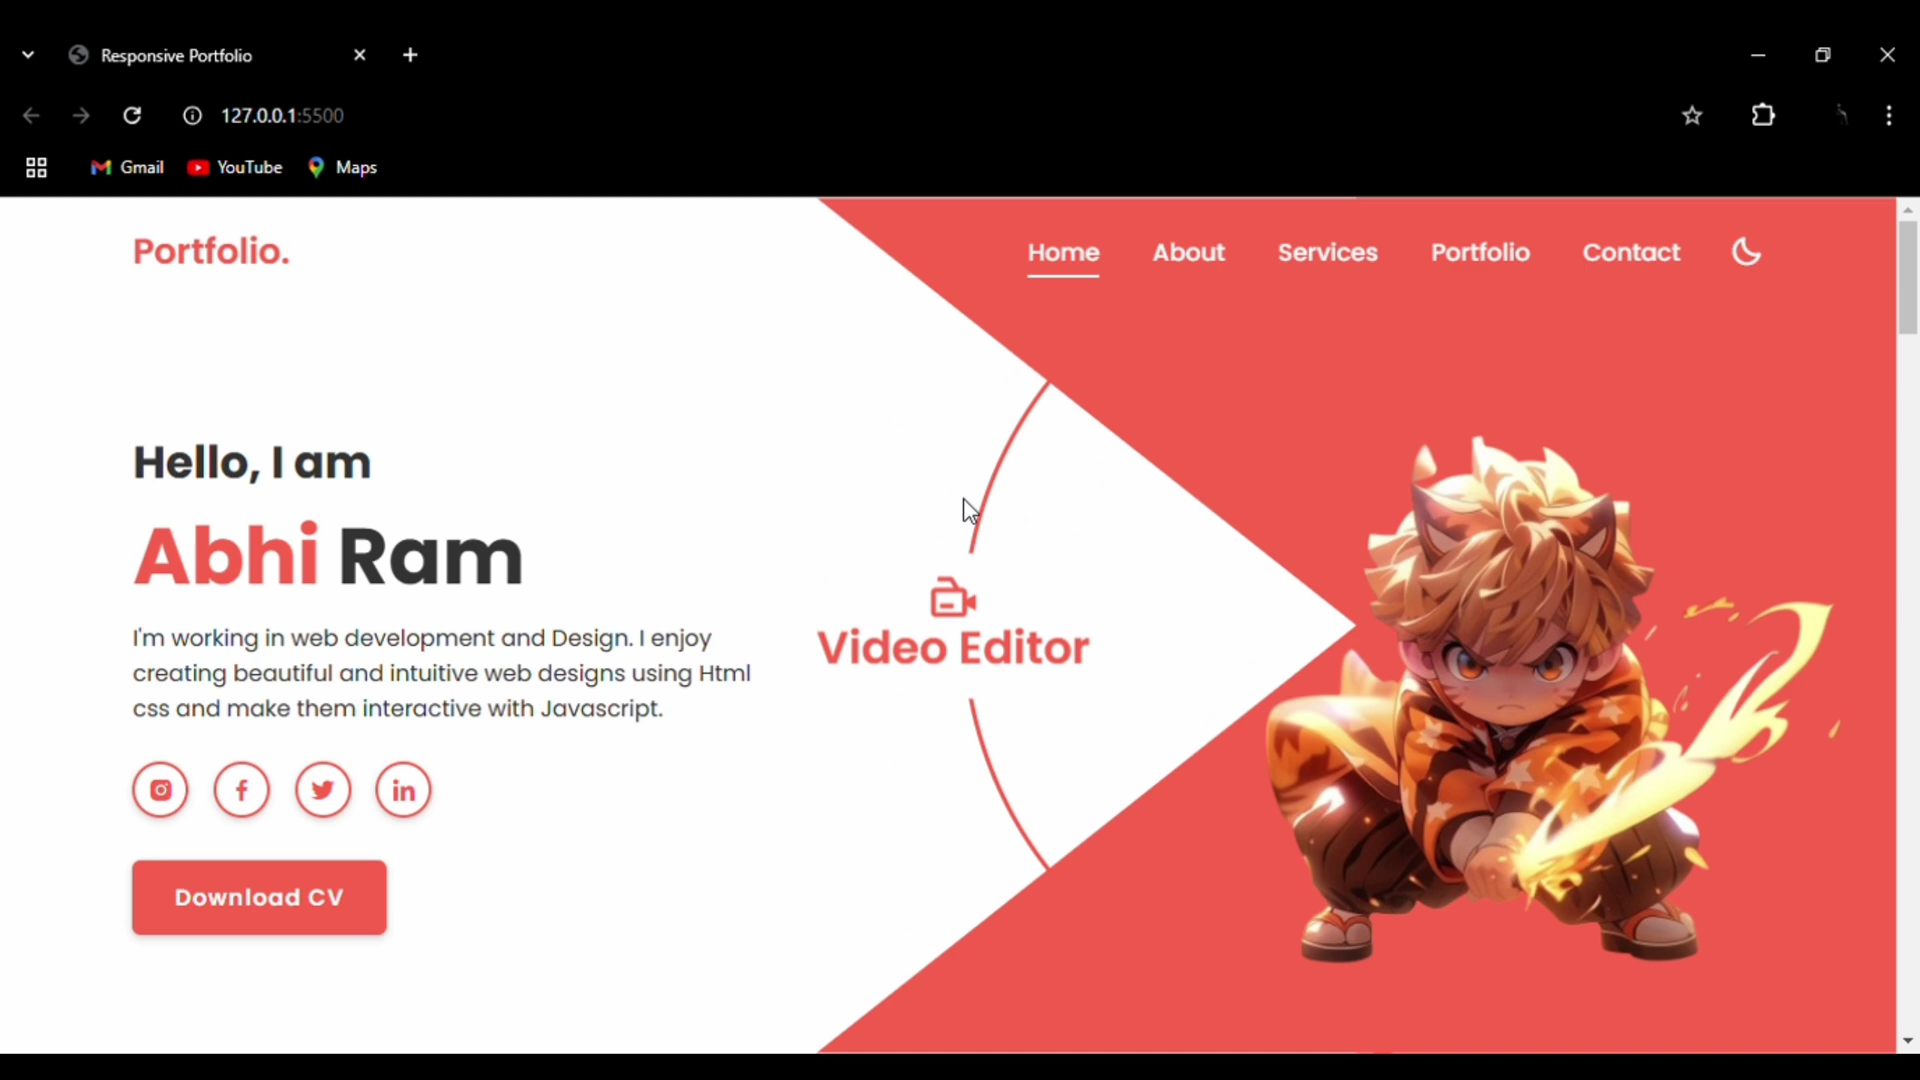 Responsive Portfolio
127.0.0.1:5500
Gmail YouTube Maps
Portfolio.
Home About Services Portfolio Contact
Hello, I am
Abhi Ram
I'm working in web development and Design. I enjoy
creating beautiful and intuitive web designs using Html
css and make them interactive with Javascript.
Video Editor
in
Download CV